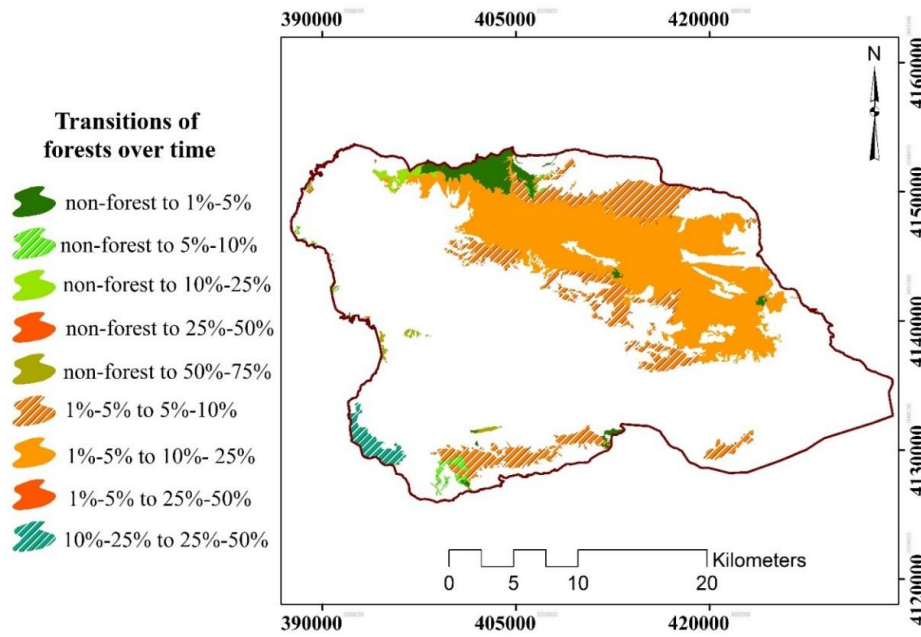 390000 405000 420000
N
4160000
4150000
4140000
4130000
4120000
Transitions of
forests over time
non-forest to 1%-5%
non-forest to 5%-10%
non-forest to 10%-25%
non-forest to 25%-50%
non-forest to 50%-75%
1%-5% to 5%-10%
1%-5% to 10%- 25%
1%-5% to 25%-50%
10%-25% to 25%-50%
Kilometers
0 5 10 20
390000 405000 420000